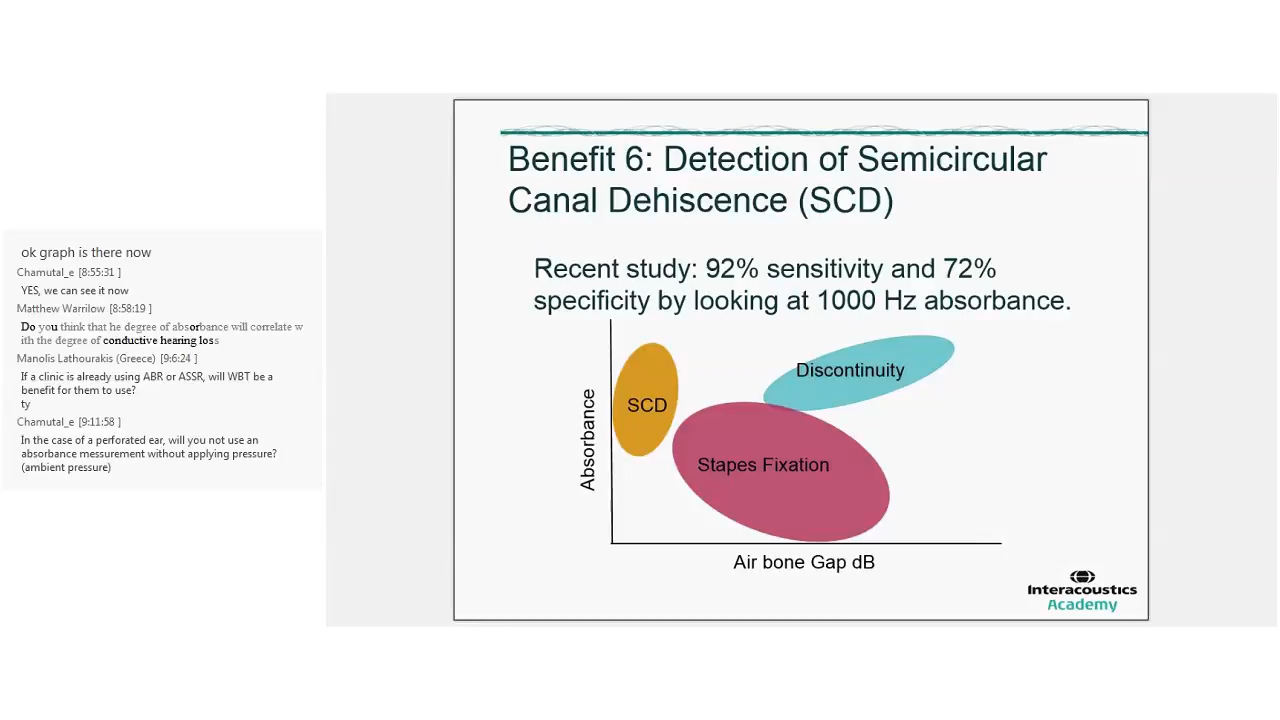 ok graph is there now
Chamutal_e [8:55:31 ]
YES, we can see it now
Matthew Warrilow [8:58:19 ]
Do you think that he degree of absorbance will correlate w
ith the degree of conductive hearing loss
Manolis Lathourakis (Greece) [9:6:24 ]
If a clinic is already using ABR or ASSR, will WBT be a
benefit for them to use?
ty
Chamutal_e [9:11:58 ]
In the case of a perforated ear, will you not use an
absorbance messurement without applying pressure?
(ambient pressure)
Benefit 6: Detection of Semicircular
Canal Dehiscence (SCD)
Recent study: 92% sensitivity and 72%
specificity by looking at 1000 Hz absorbance.
Absorbance
SCD
Discontinuity
Stapes Fixation
Air bone Gap dB
Interacoustics
Academy